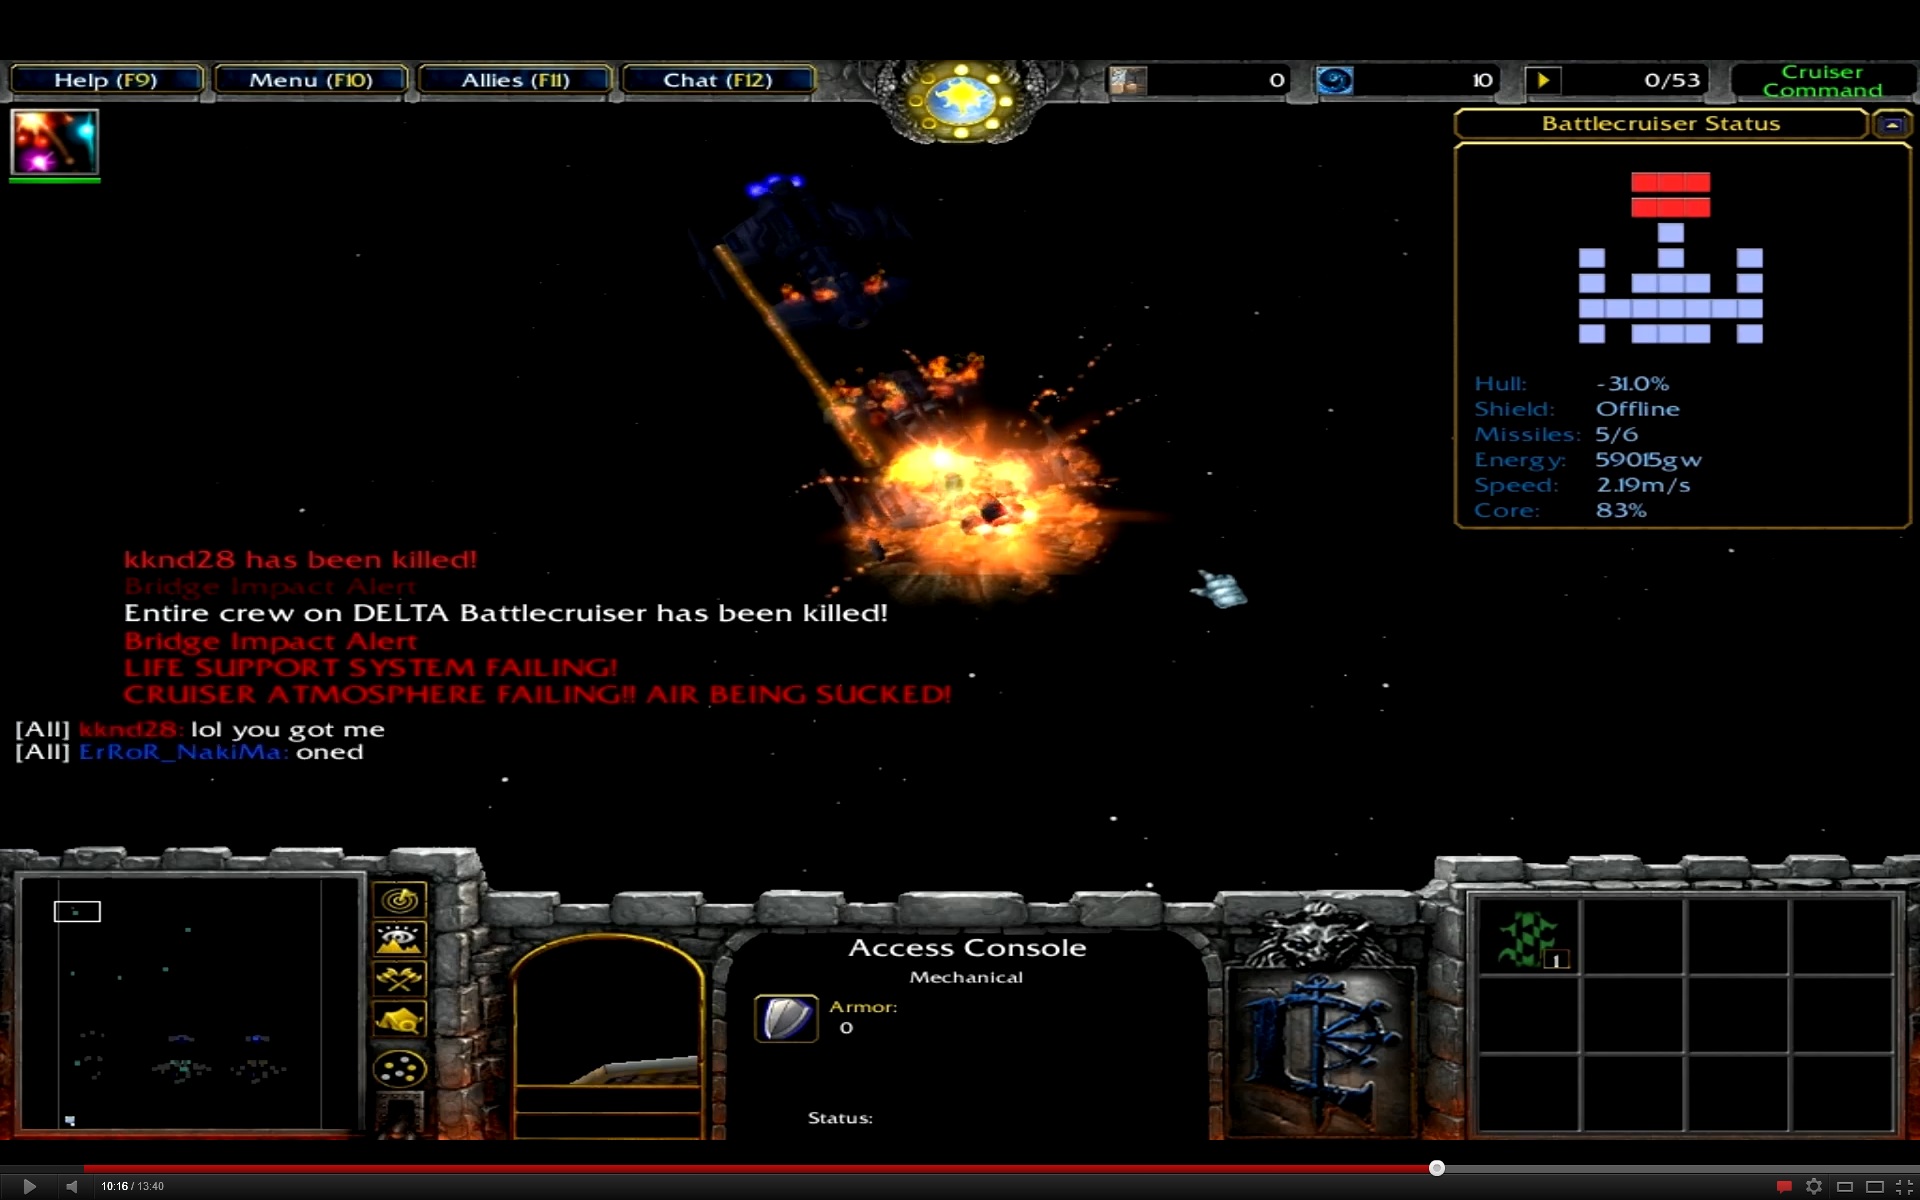 Help (F9) Menu (F10) Allies (F11) Chat (F12) 0 10 0/53 Cruiser Command
Battlecruiser Status
Hull: -31.0%
Shield: Offline
Missiles: 5/6
Energy: 59015gw
Speed: 2.19m/s
Core: 83%
kknd28 has been killed!
Bridge Impact Alert
Entire crew on DELTA Battlecruiser has been killed!
Bridge Impact Alert
LIFE SUPPORT SYSTEM FAILING!
CRUISER ATMOSPHERE FAILING!! AIR BEING SUCKED!
[All] kknd28: lol you got me
[All] ErRoR_NakiMa: oned
Access Console
Mechanical
Armor:
0
Status:
1
10:16 / 13:40